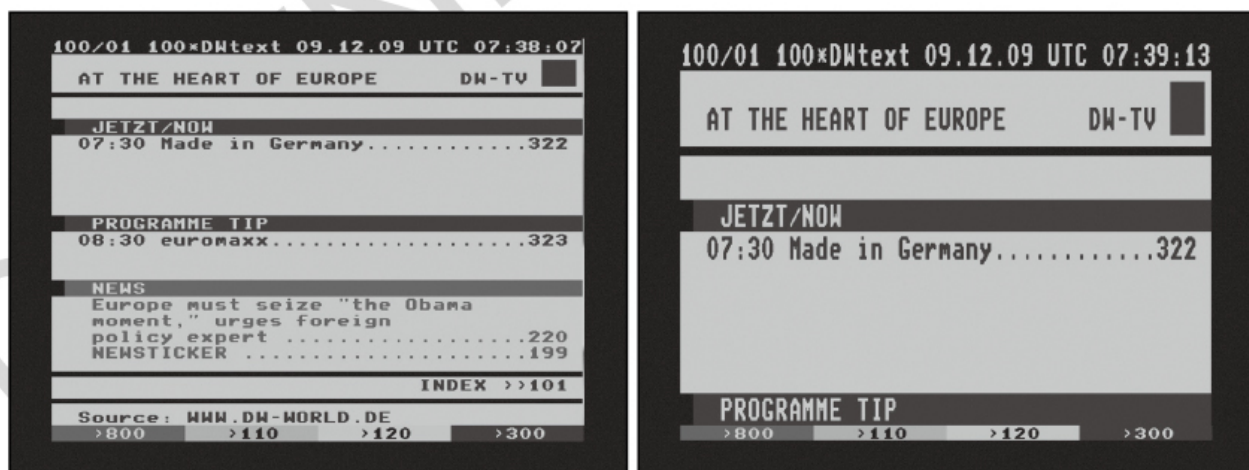 100/01 100*DWtext 09.12.09 UTC 07:38:07
AT THE HEART OF EUROPE DW-TV
JETZT/NOW
07:30 Made in Germany............322
PROGRAMME TIP
08:30 euromaxx...................323
NEWS
Europe must seize "the Obama
moment," urges foreign
policy expert ..................220
NEWSTICKER .....................199
INDEX >>101
Source: WWW.DW-WORLD.DE
>800 >110 >120 >300
100/01 100*DWtext 09.12.09 UTC 07:39:13
AT THE HEART OF EUROPE DW-TV
JETZT/NOW
07:30 Made in Germany............322
PROGRAMME TIP
>800 >110 >120 >300